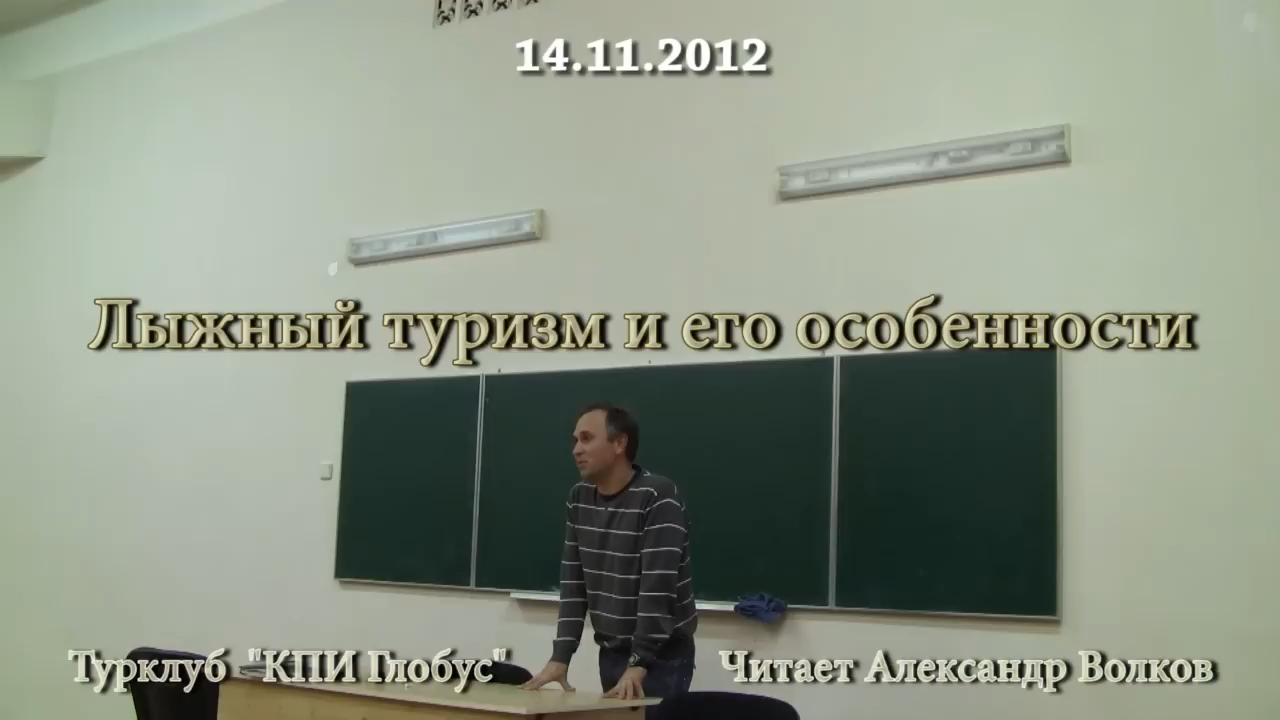 14.11.2012
Лыжный туризм и его особенности
Турклуб "КПИ Глобус"
Читает Александр Волков